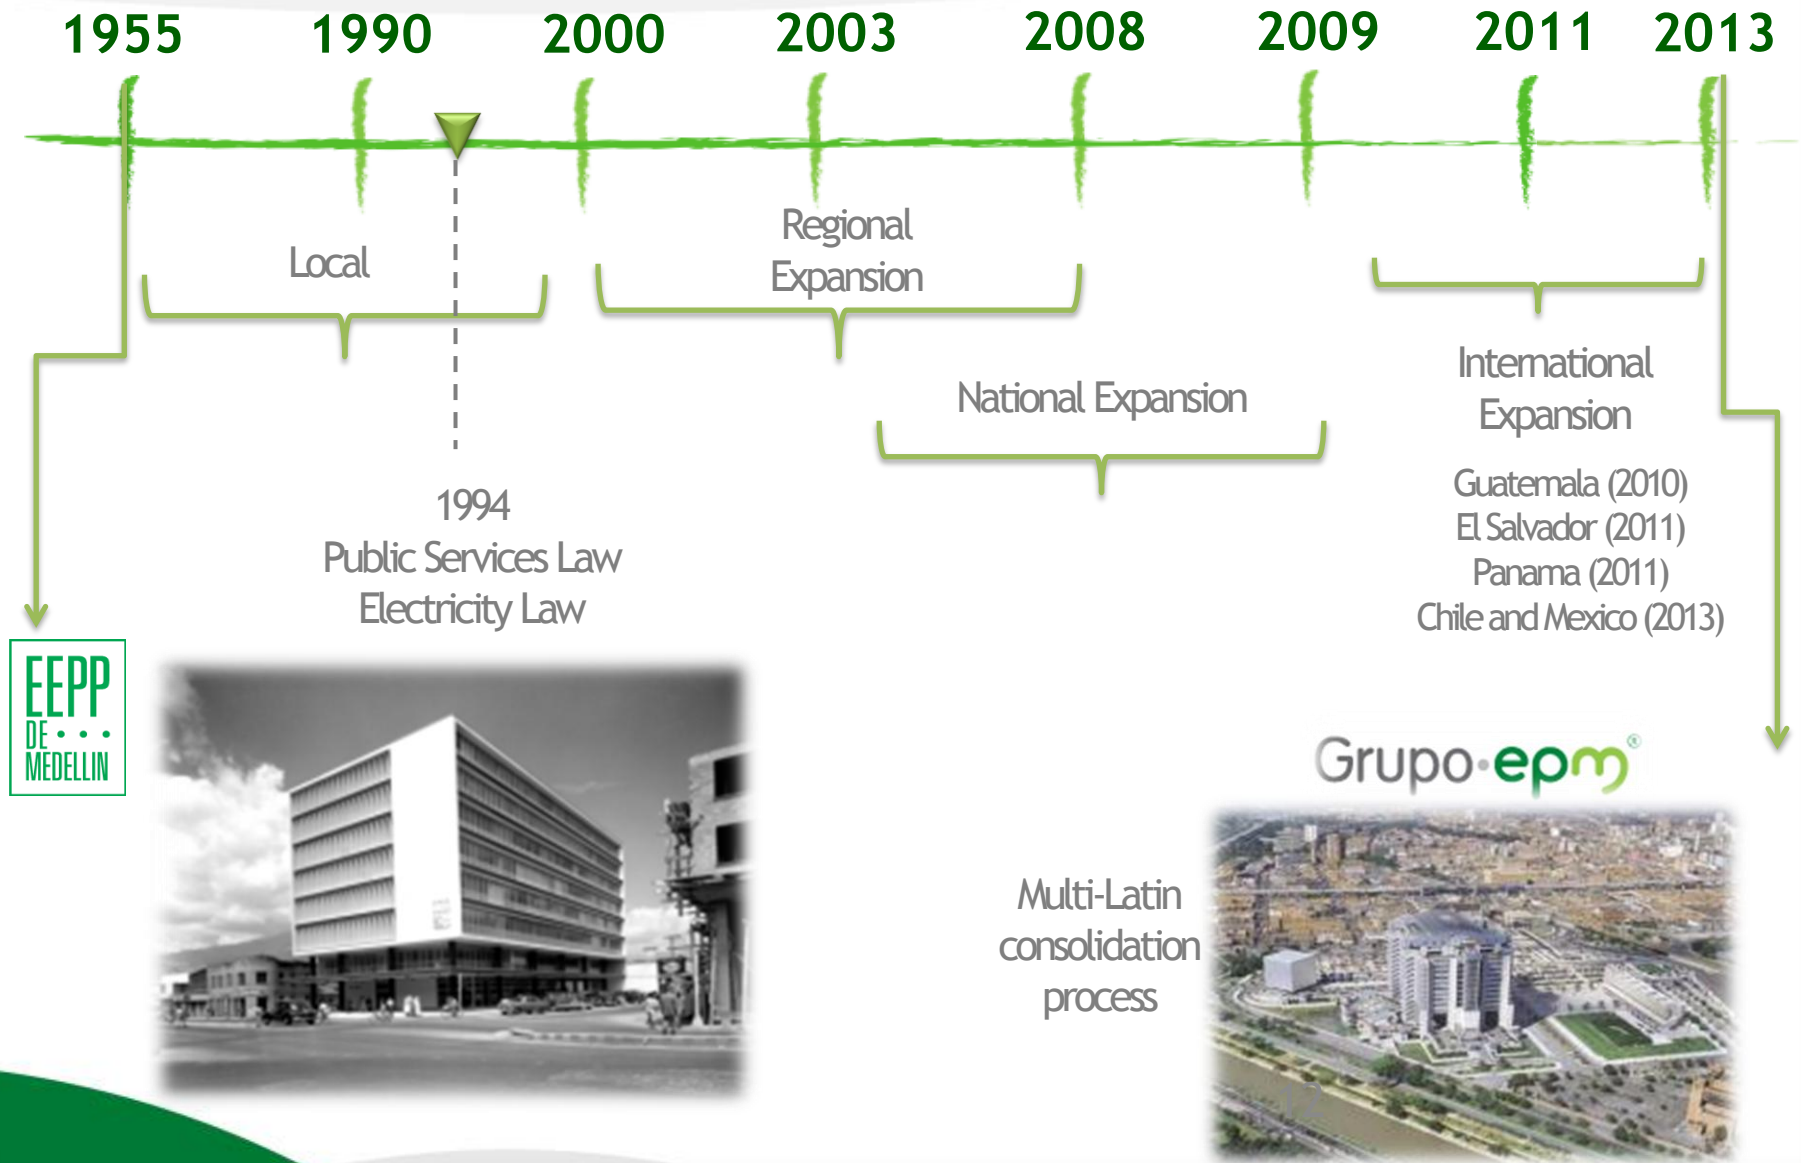 1955 1990 2000 2003 2008 2009 2011 2013
Local
Regional
Expansion
National Expansion
International
Expansion
Guatemala (2010)
El Salvador (2011)
Panama (2011)
Chile and Mexico (2013)
1994
Public Services Law
Electricity Law
EEPP
DE
MEDELLIN
Grupo·epm®
Multi-Latin
consolidation
process
12